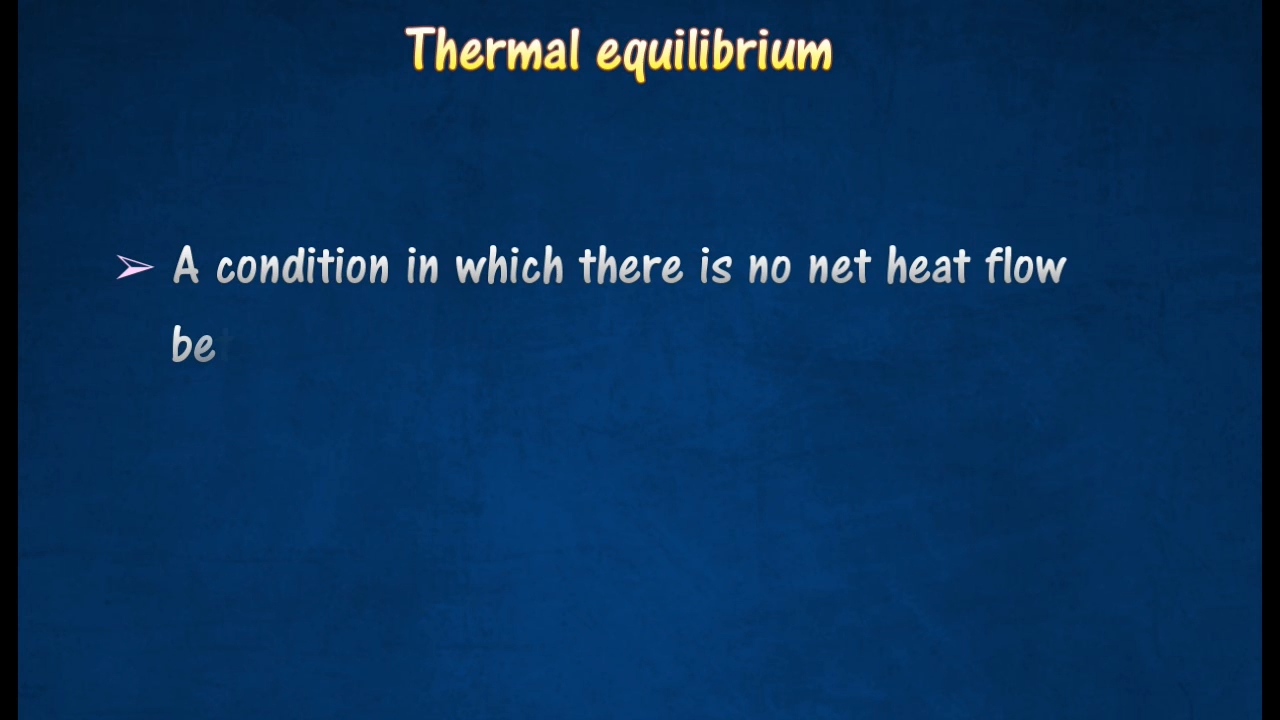 Thermal equilibrium
➢ A condition in which there is no net heat flow
be